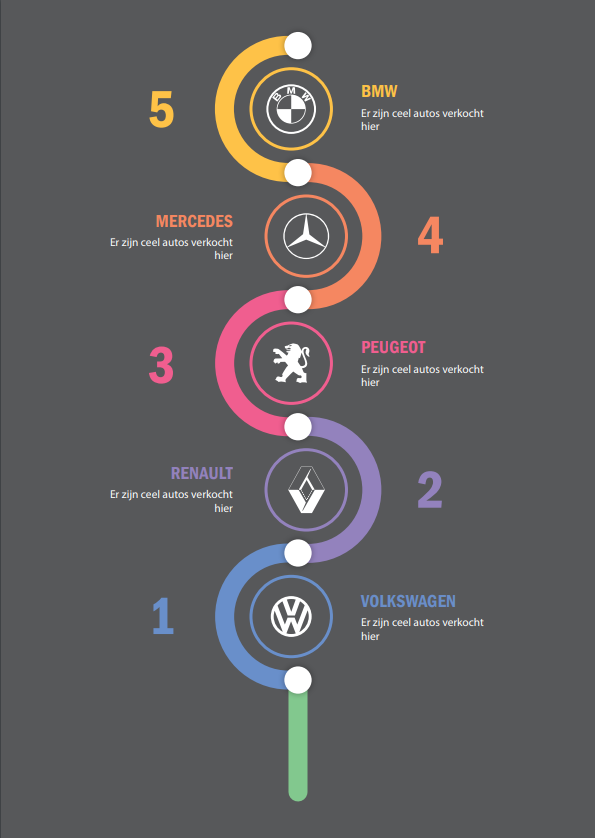 5
BMW
BMW
Er zijn ceel autos verkocht
hier
MERCEDES
Er zijn ceel autos verkocht
hier
4
3
PEUGEOT
Er zijn ceel autos verkocht
hier
RENAULT
Er zijn ceel autos verkocht
hier
2
1
VOLKSWAGEN
Er zijn ceel autos verkocht
hier